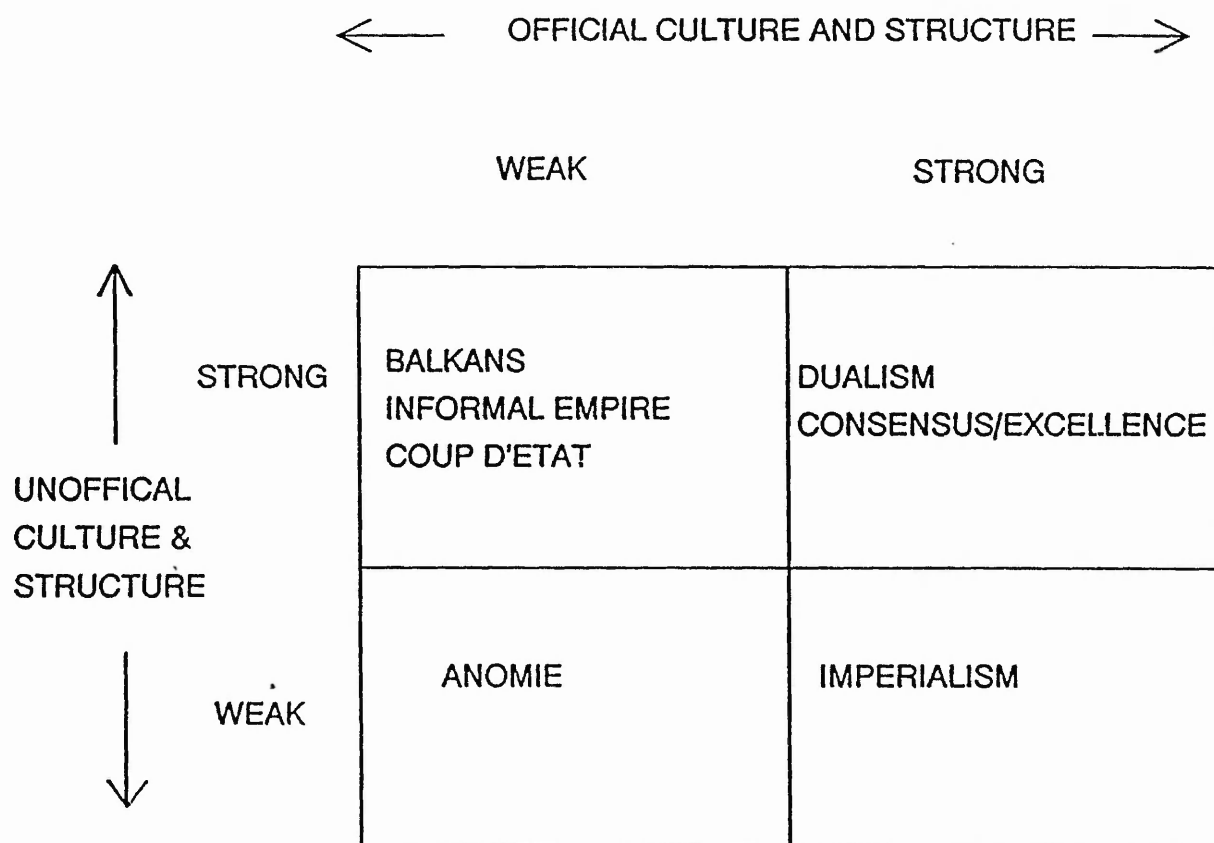 OFFICIAL CULTURE AND STRUCTURE
WEAK STRONG
STRONG
BALKANS
INFORMAL EMPIRE
COUP D'ETAT
DUALISM
CONSENSUS/EXCELLENCE
UNOFFICAL
CULTURE &
STRUCTURE
WEAK
ANOMIE
IMPERIALISM